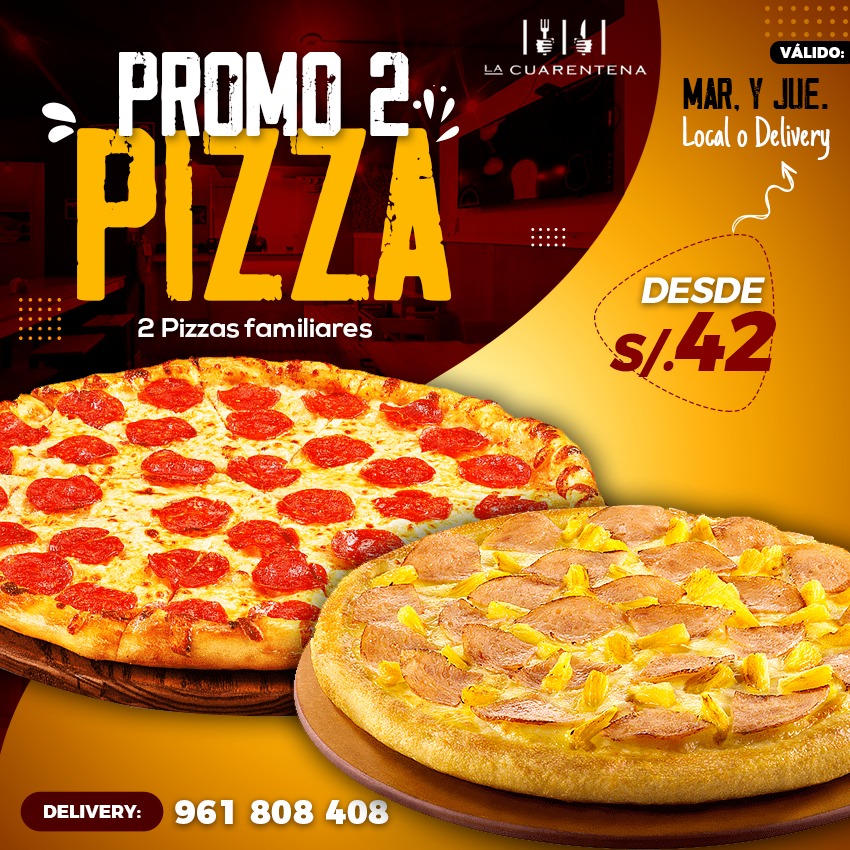 PROMO 2
PIZZA
2 Pizzas familiares
LA CUARENTENA
VÁLIDO:
MAR, Y JUE.
Local o Delivery
DESDE
S/.42
DELIVERY: 961 808 408